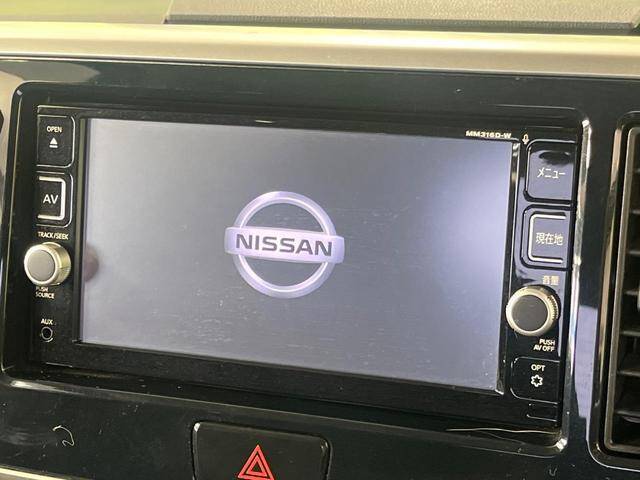 MM316D-W
OPEN
AV
TRACK/SEEK
PUSH
SOURCE
AUX
NISSAN
メニュー
現在地
音量
PUSH
AV OFF
OPT